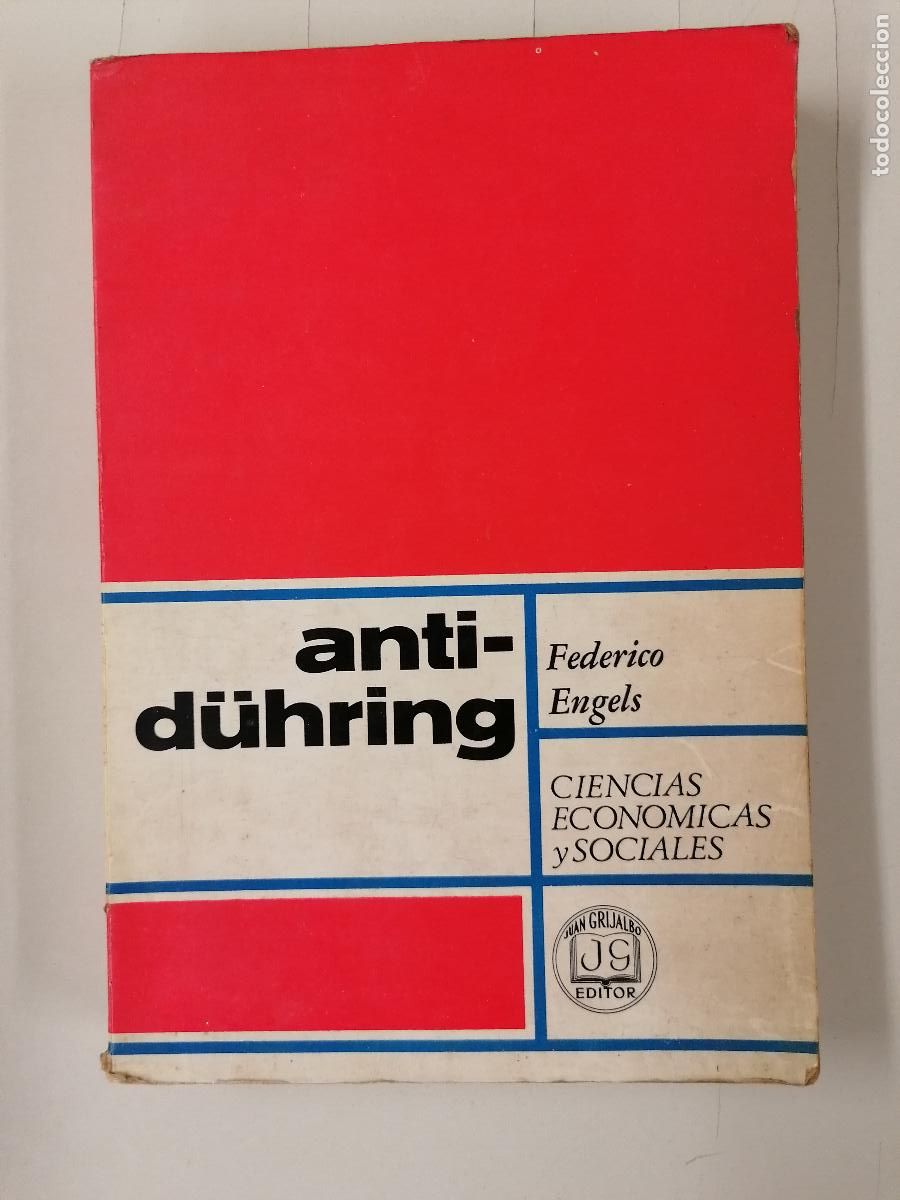 anti-
dühring
Federico
Engels
CIENCIAS
ECONOMICAS
y SOCIALES
JUAN GRIJALBO
JG
EDITOR
todocoleccion